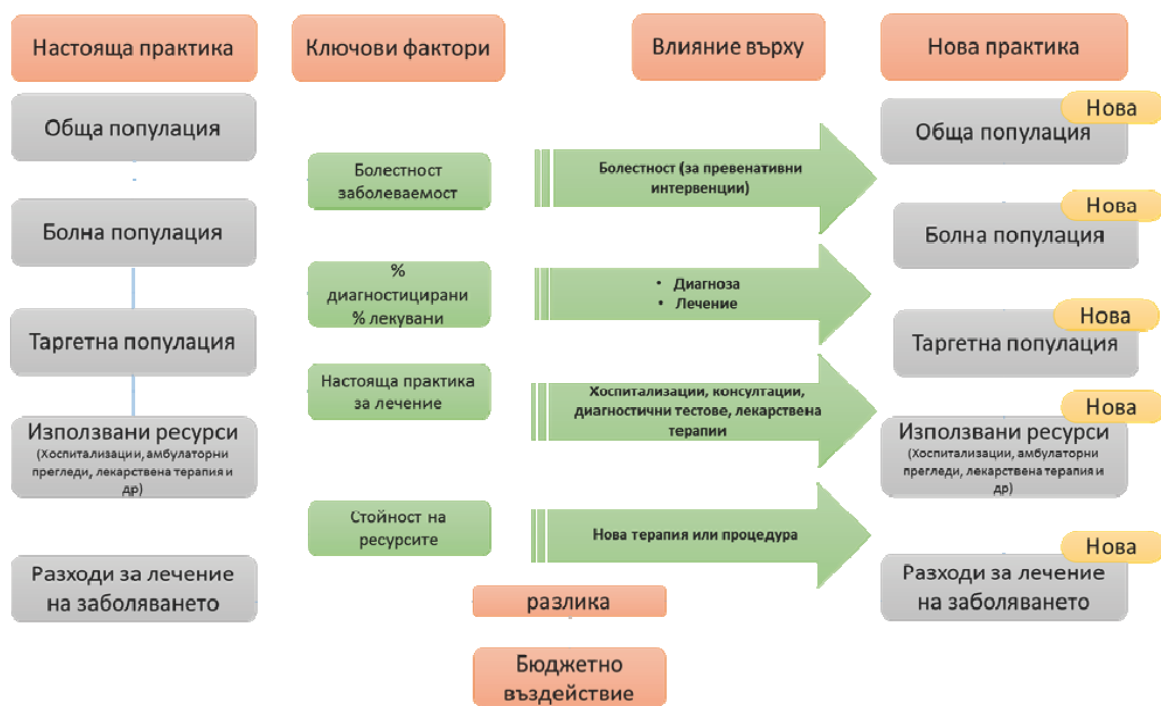 Настояща практика
Ключови фактори
Влияние върху
Нова практика
Обща популация
Болна популация
Таргетна популация
Използвани ресурси
(Хоспитализации, амбулаторни
прегледи, лекарствена терапия и
др)
Разходи за лечение
на заболяването
Болестност
заболеваемост
%
диагностицирани
% лекувани
Настояща практика
за лечение
Стойност на
ресурсите
Болестност (за превенативни
интервенции)
• Диагноза
• Лечение
Хоспитализации, консултации,
диагностични тестове, лекарствена
терапии
Нова терапия или процедура
Нова
Обща популация
Нова
Болна популация
Нова
Таргетна популация
Нова
Използвани ресурси
(Хоспитализации, амбулаторни
прегледи, лекарствена терапия и
др)
Нова
Разходи за лечение
на заболяването
разлика
Бюджетно
въздействие